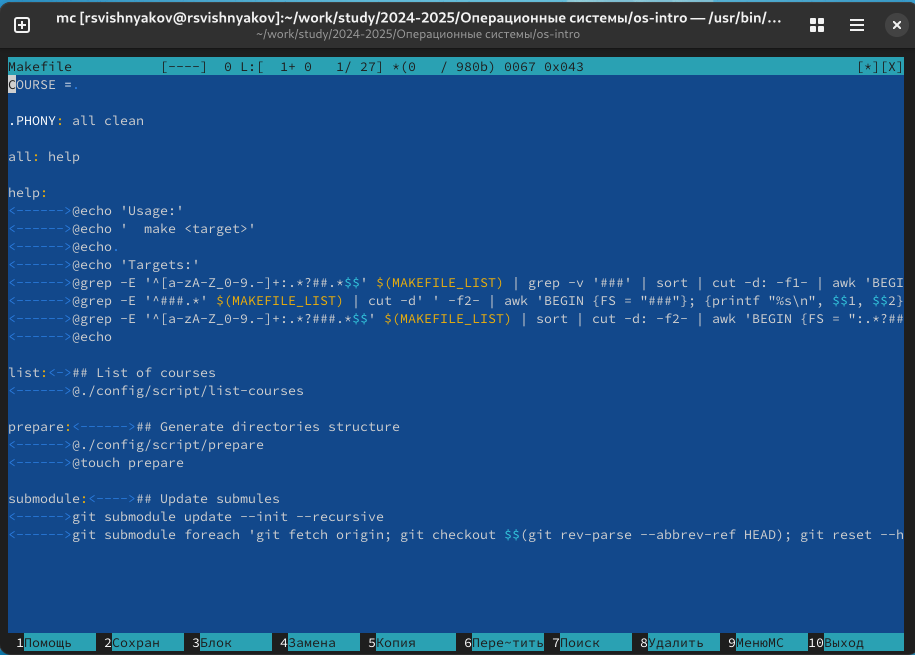 mc [rsvishnyakov@rsvishnyakov]:~/work/study/2024-2025/Операционные системы/os-intro — /usr/bin/…
~/work/study/2024-2025/Операционные системы/os-intro
Makefile [----] 0 L:[ 1+ 0 1/ 27] *(0 / 980b) 0067 0x043 [*][X]
COURSE =.
.PHONY: all clean
all: help
help:
<------>@echo 'Usage:'
<------>@echo '  make <target>'
<------>@echo.
<------>@echo 'Targets:'
<------>@grep -E '^[a-zA-Z_0-9.-]+:.*?##.*$$' $(MAKEFILE_LIST) | grep -v '###' | sort | cut -d: -f1- | awk 'BEGI
<------>@grep -E '^###.*' $(MAKEFILE_LIST) | cut -d' ' -f2- | awk 'BEGIN {FS = "###"}; {printf "%s\n", $$1, $$2}
<------>@grep -E '^[a-zA-Z_0-9.-]+:.*?###.*$$' $(MAKEFILE_LIST) | sort | cut -d: -f2- | awk 'BEGIN {FS = ":.*?##
<------>@echo
list:<->## List of courses
<------>@./config/script/list-courses
prepare:<------>## Generate directories structure
<------>@./config/script/prepare
<------>@touch prepare
submodule:<---->## Update submules
<------>git submodule update --init --recursive
<------>git submodule foreach 'git fetch origin; git checkout $$(git rev-parse --abbrev-ref HEAD); git reset --h
1Помощь 2Сохран 3Блок 4Замена 5Копия 6Пере~тить 7Поиск 8Удалить 9МенюMC 10Выход